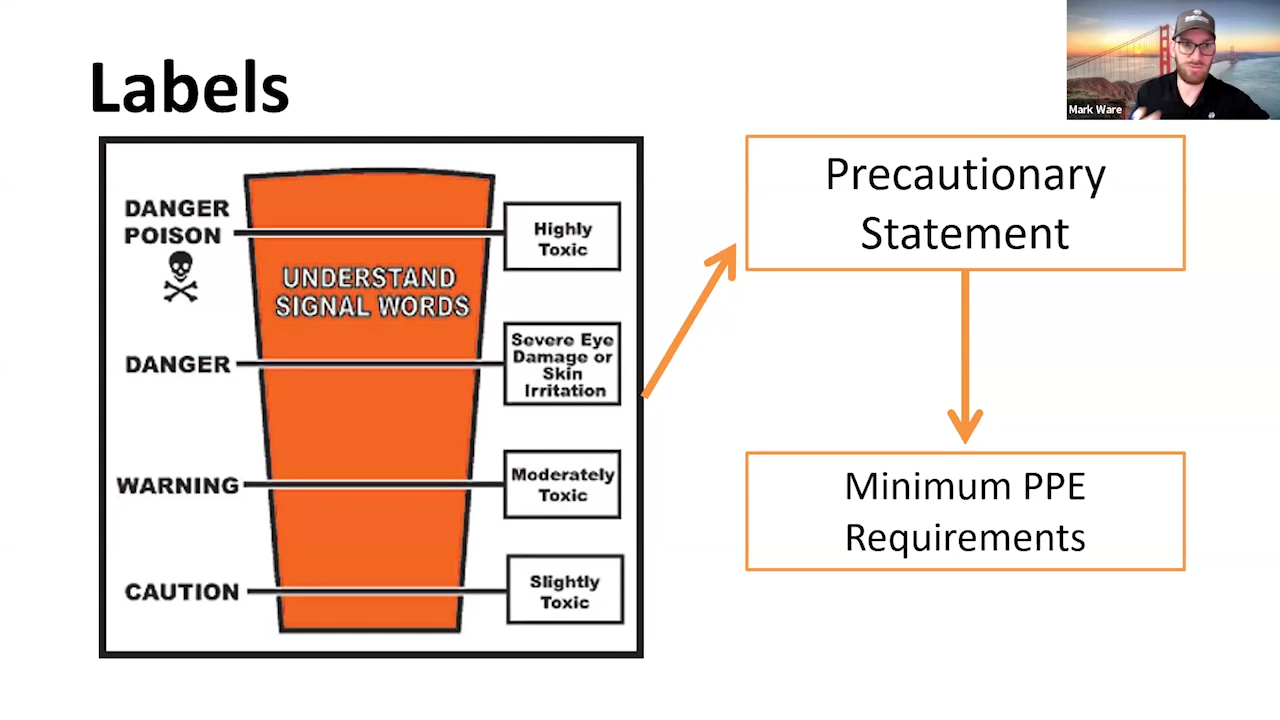 Labels
Mark Ware
DANGER
POISON
Highly
Toxic
UNDERSTAND
SIGNAL WORDS
DANGER
Severe Eye
Damage or
Skin
Irritation
WARNING
Moderately
Toxic
CAUTION
Slightly
Toxic
Precautionary
Statement
Minimum PPE
Requirements